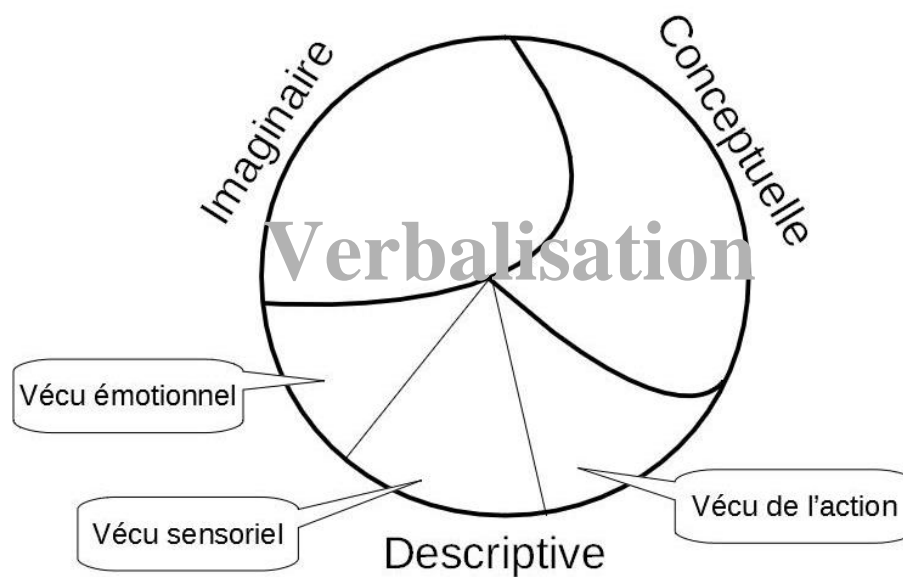 Imaginaire
Conceptuelle
Verbalisation
Vécu émotionnel
Vécu sensoriel
Vécu de l’action
Descriptive